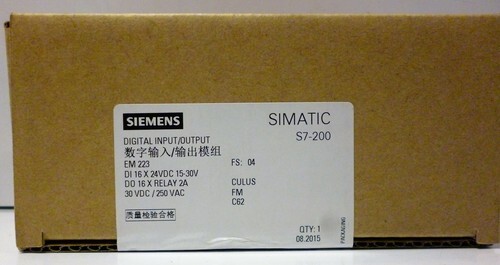 SIEMENS
SIMATIC
S7-200
DIGITAL INPUT/OUTPUT
数字输入/输出模组
EM 223 FS: 04
DI 16 X 24VDC 15-30V
DO 16 X RELAY 2A CULUS
30 VDC / 250 VAC FM
C62
质量检验合格
QTY: 1
08.2015
PACKAGING